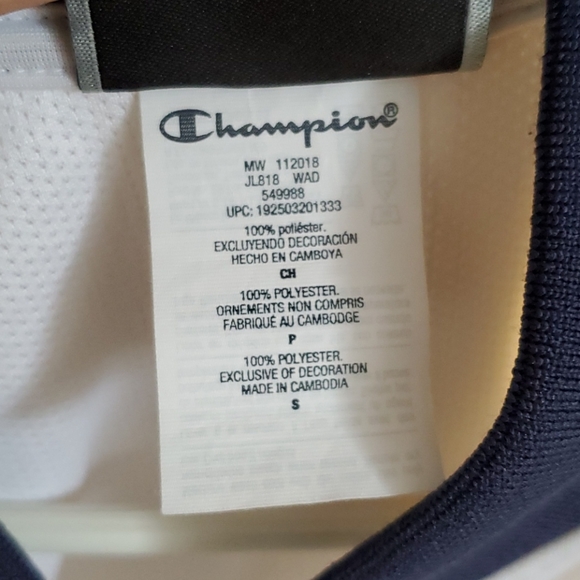 Champion®
MW 112018
JL818 WAD
549988
UPC: 192503201333
100% poliéster.
EXCLUYENDO DECORACIÓN
HECHO EN CAMBOYA
CH
100% POLYESTER.
ORNEMENTS NON COMPRIS
FABRIQUÉ AU CAMBODGE
P
100% POLYESTER.
EXCLUSIVE OF DECORATION
MADE IN CAMBODIA
S